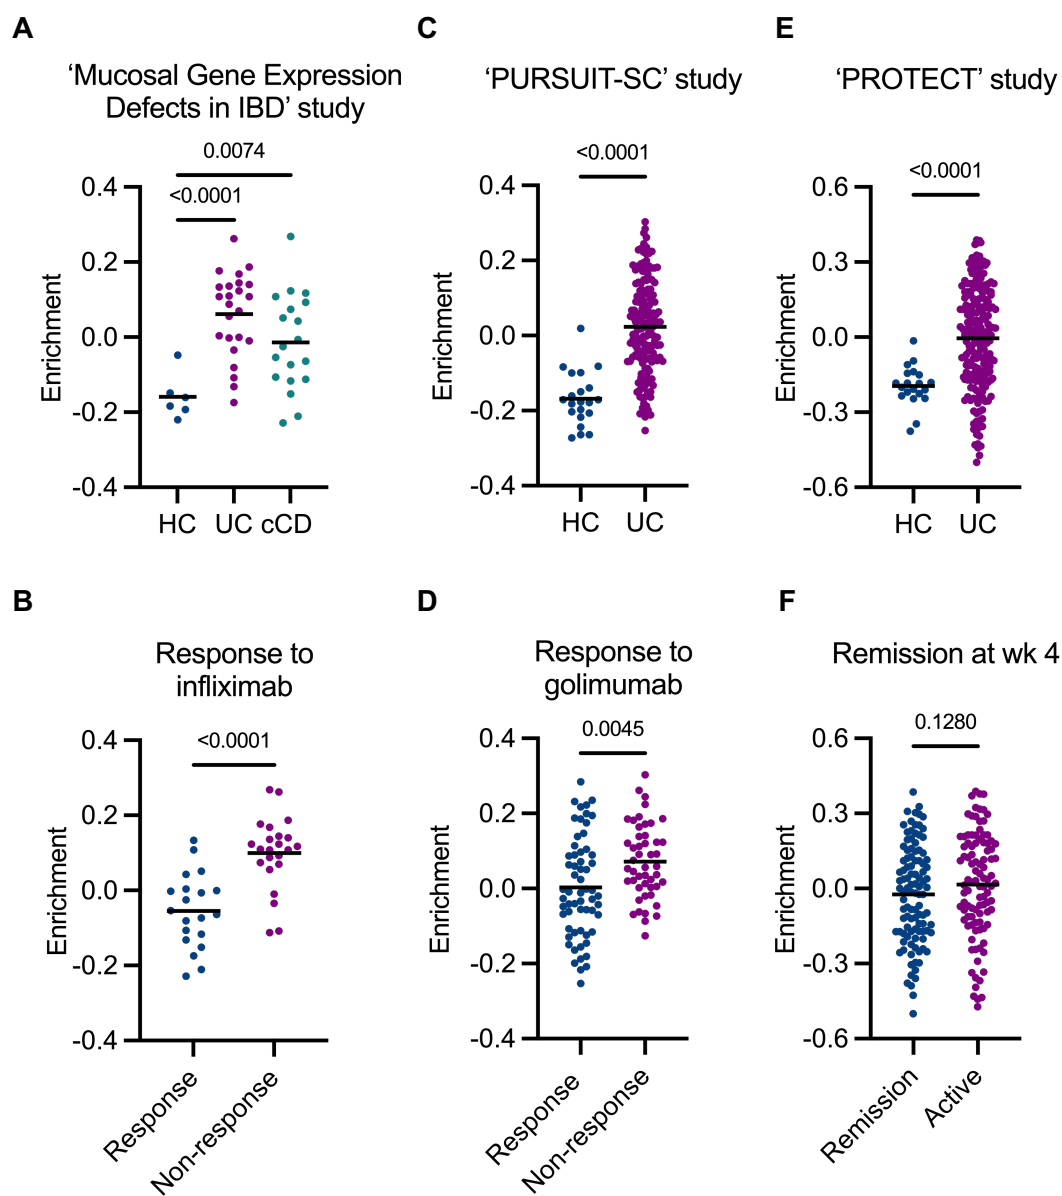 A
‘Mucosal Gene Expression
Defects in IBD’ study
0.0074
<0.0001
0.4
0.2
0.0
-0.2
-0.4
Enrichment
HC
UC
cCD
C
‘PURSUIT-SC’ study
<0.0001
0.4
0.2
0.0
-0.2
-0.4
Enrichment
HC
UC
E
‘PROTECT’ study
<0.0001
0.6
0.3
0.0
-0.3
-0.6
Enrichment
HC
UC
B
Response to
infliximab
<0.0001
0.4
0.2
0.0
-0.2
-0.4
Enrichment
Response
Non-response
D
Response to
golimumab
0.0045
0.4
0.2
0.0
-0.2
-0.4
Enrichment
Response
Non-response
F
Remission at wk 4
0.1280
0.6
0.3
0.0
-0.3
-0.6
Enrichment
Remission
Active